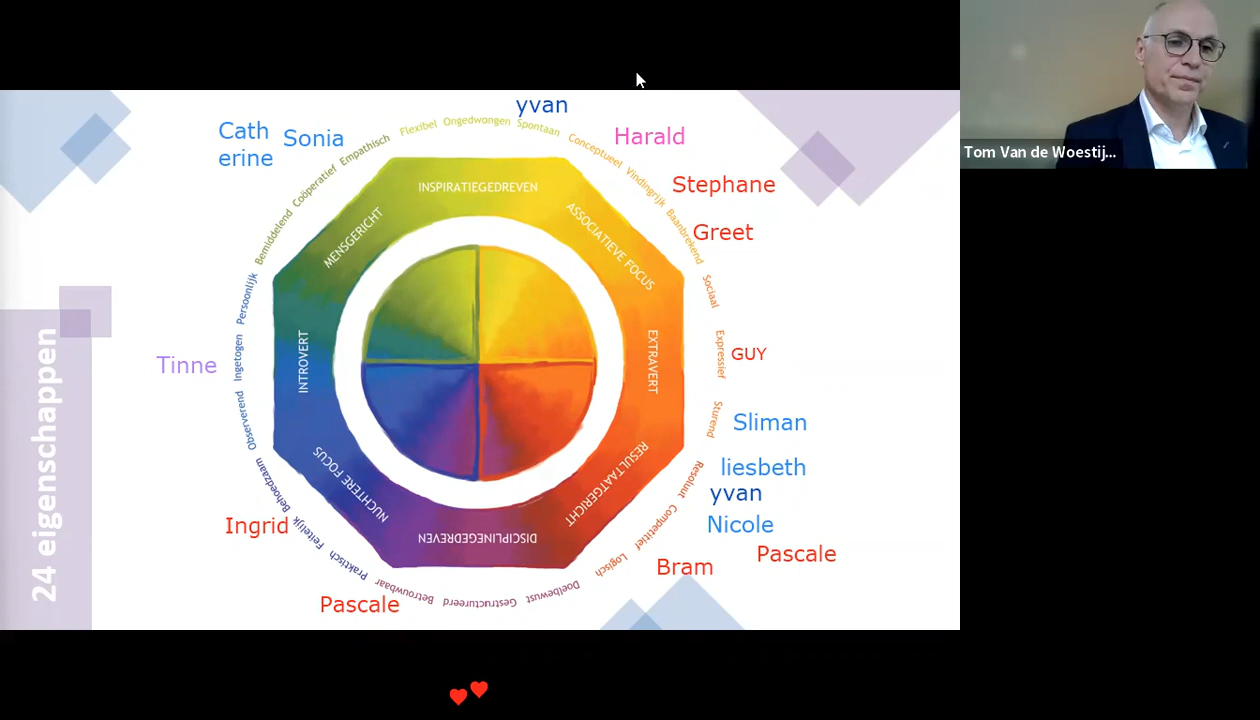 yvan
Cath
erine
Sonia
Harald
Stephane
Greet
GUY
Sliman
liesbeth
yvan
Nicole
Pascale
Bram
Pascale
Ingrid
Tinne
24 eigenschappen
Flexibel Ongedwongen Spontaan
Conceptueel Vindingrijk Baanbrekend
Sociaal Expressief Sturend
Resoluut Competitief Logisch
Doelbewust Gestructureerd Betrouwbaar
Praktisch Feitelijk Behoedzaam
Observerend Ingetogen Persoonlijk
Bemiddelend Coöperatief Empathisch
INSPIRATIEGEDREVEN
ASSOCIATIEVE FOCUS
EXTRAVERT
RESULTAATGERICHT
DISCIPLINEGEDREVEN
NUCHTERE FOCUS
INTROVERT
MENSGERICHT
Tom Van de Woestij...